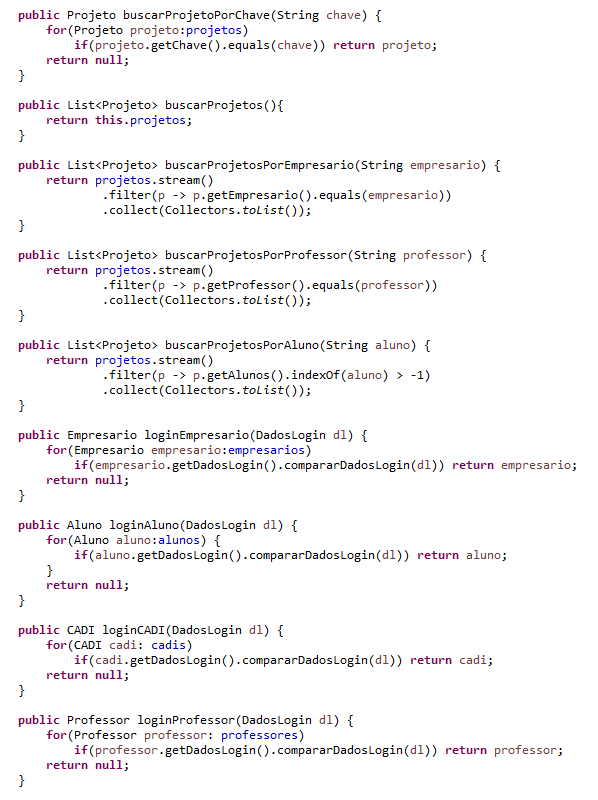 public Projeto buscarProjetoPorChave(String chave) {
    for(Projeto projeto:projetos)
        if(projeto.getChave().equals(chave)) return projeto;
    return null;
}

public List<Projeto> buscarProjetos(){
    return this.projetos;
}

public List<Projeto> buscarProjetosPorEmpresario(String empresario) {
    return projetos.stream()
            .filter(p -> p.getEmpresario().equals(empresario))
            .collect(Collectors.toList());
}

public List<Projeto> buscarProjetosPorProfessor(String professor) {
    return projetos.stream()
            .filter(p -> p.getProfessor().equals(professor))
            .collect(Collectors.toList());
}

public List<Projeto> buscarProjetosPorAluno(String aluno) {
    return projetos.stream()
            .filter(p -> p.getAlunos().indexOf(aluno) > -1)
            .collect(Collectors.toList());
}

public Empresario loginEmpresario(DadosLogin dl) {
    for(Empresario empresario:empresarios)
        if(empresario.getDadosLogin().compararDadosLogin(dl)) return empresario;
    return null;
}

public Aluno loginAluno(DadosLogin dl) {
    for(Aluno aluno:alunos) {
        if(aluno.getDadosLogin().compararDadosLogin(dl)) return aluno;
    }
    return null;
}

public CADI loginCADI(DadosLogin dl) {
    for(CADI cadi: cadis)
        if(cadi.getDadosLogin().compararDadosLogin(dl)) return cadi;
    return null;
}

public Professor loginProfessor(DadosLogin dl) {
    for(Professor professor: professores)
        if(professor.getDadosLogin().compararDadosLogin(dl)) return professor;
    return null;
}